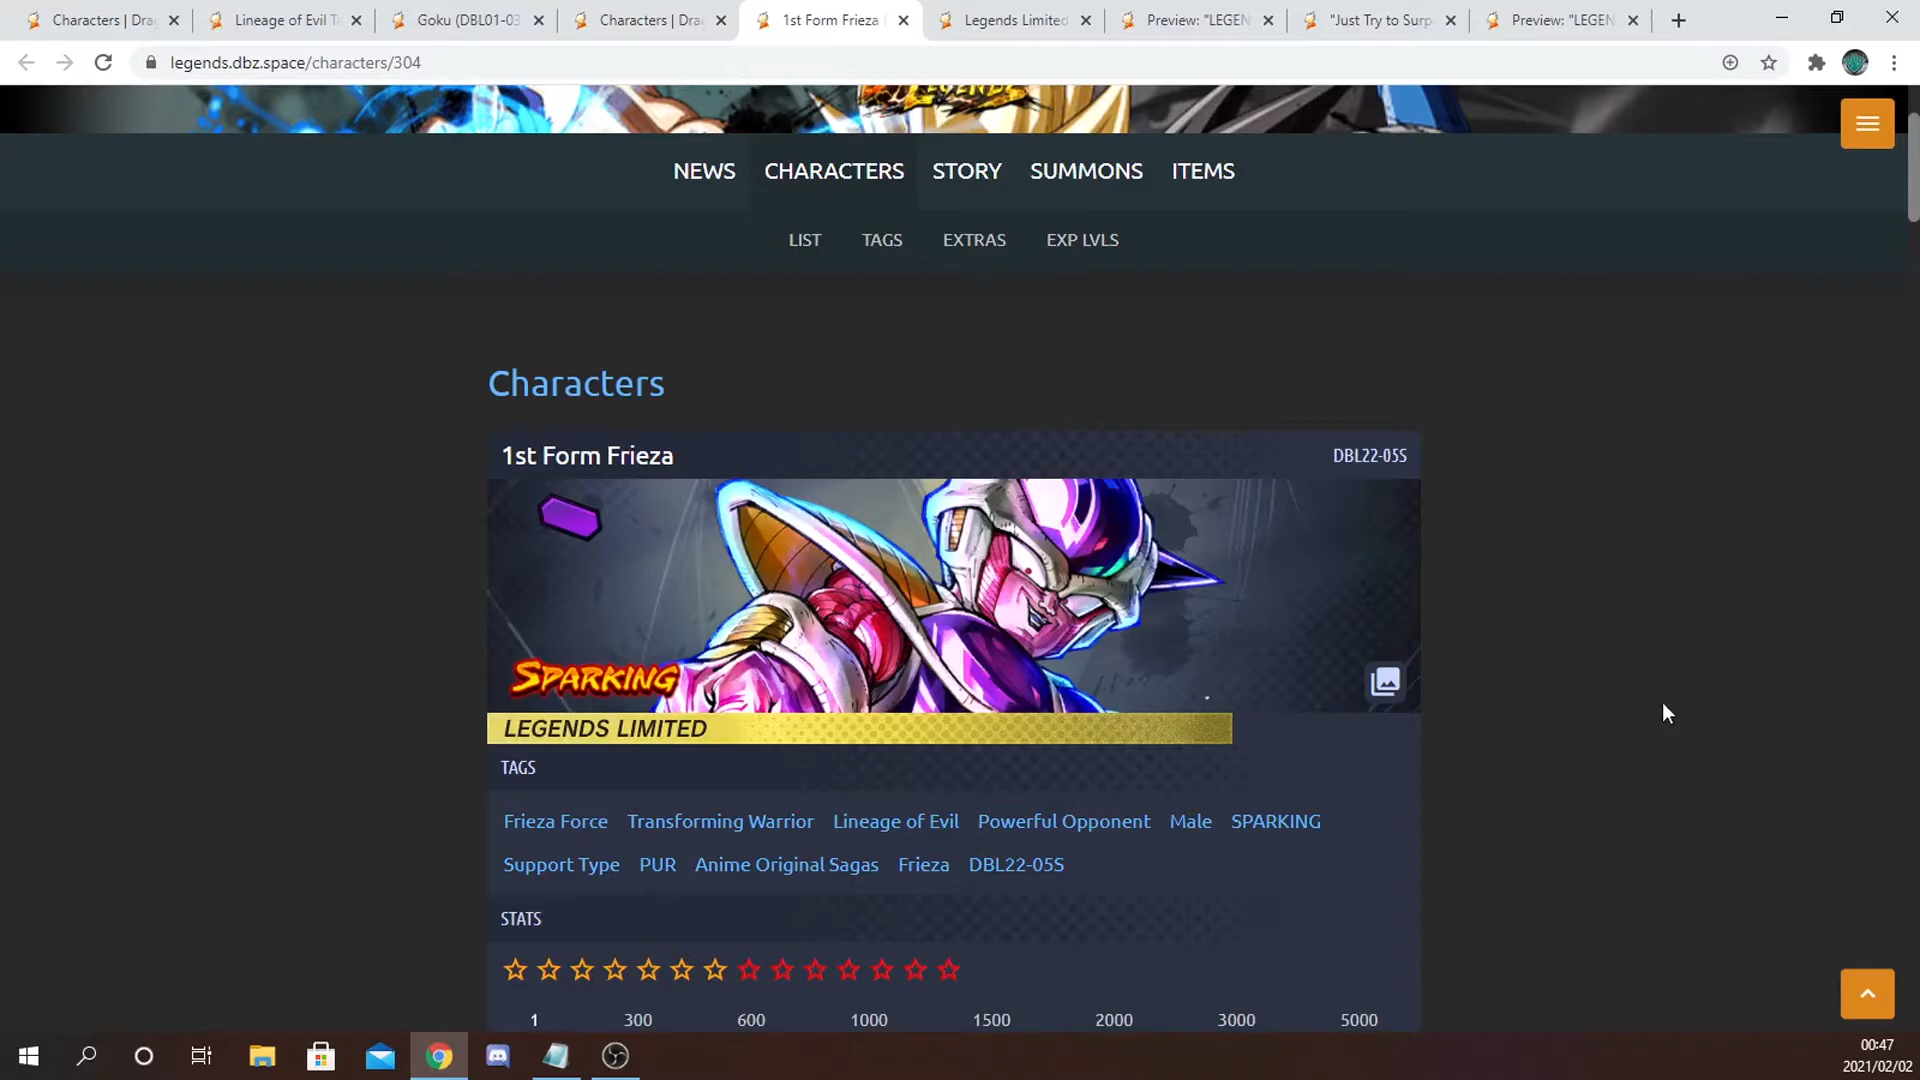 Characters | Dra
Lineage of Evil T
Goku (DBL01-03
Characters | Dra
1st Form Frieza
Legends Limited
Preview: "LEGEN
"Just Try to Surp
Preview: "LEGEN
legends.dbz.space/characters/304
LEGENDS
NEWS CHARACTERS STORY SUMMONS ITEMS
LIST TAGS EXTRAS EXP LVLS
Characters
1st Form Frieza DBL22-05S
SPARKING
LEGENDS LIMITED
TAGS
Frieza Force Transforming Warrior Lineage of Evil Powerful Opponent Male SPARKING
Support Type PUR Anime Original Sagas Frieza DBL22-05S
STATS
1 300 600 1000 1500 2000 3000 5000
00:47
2021/02/02